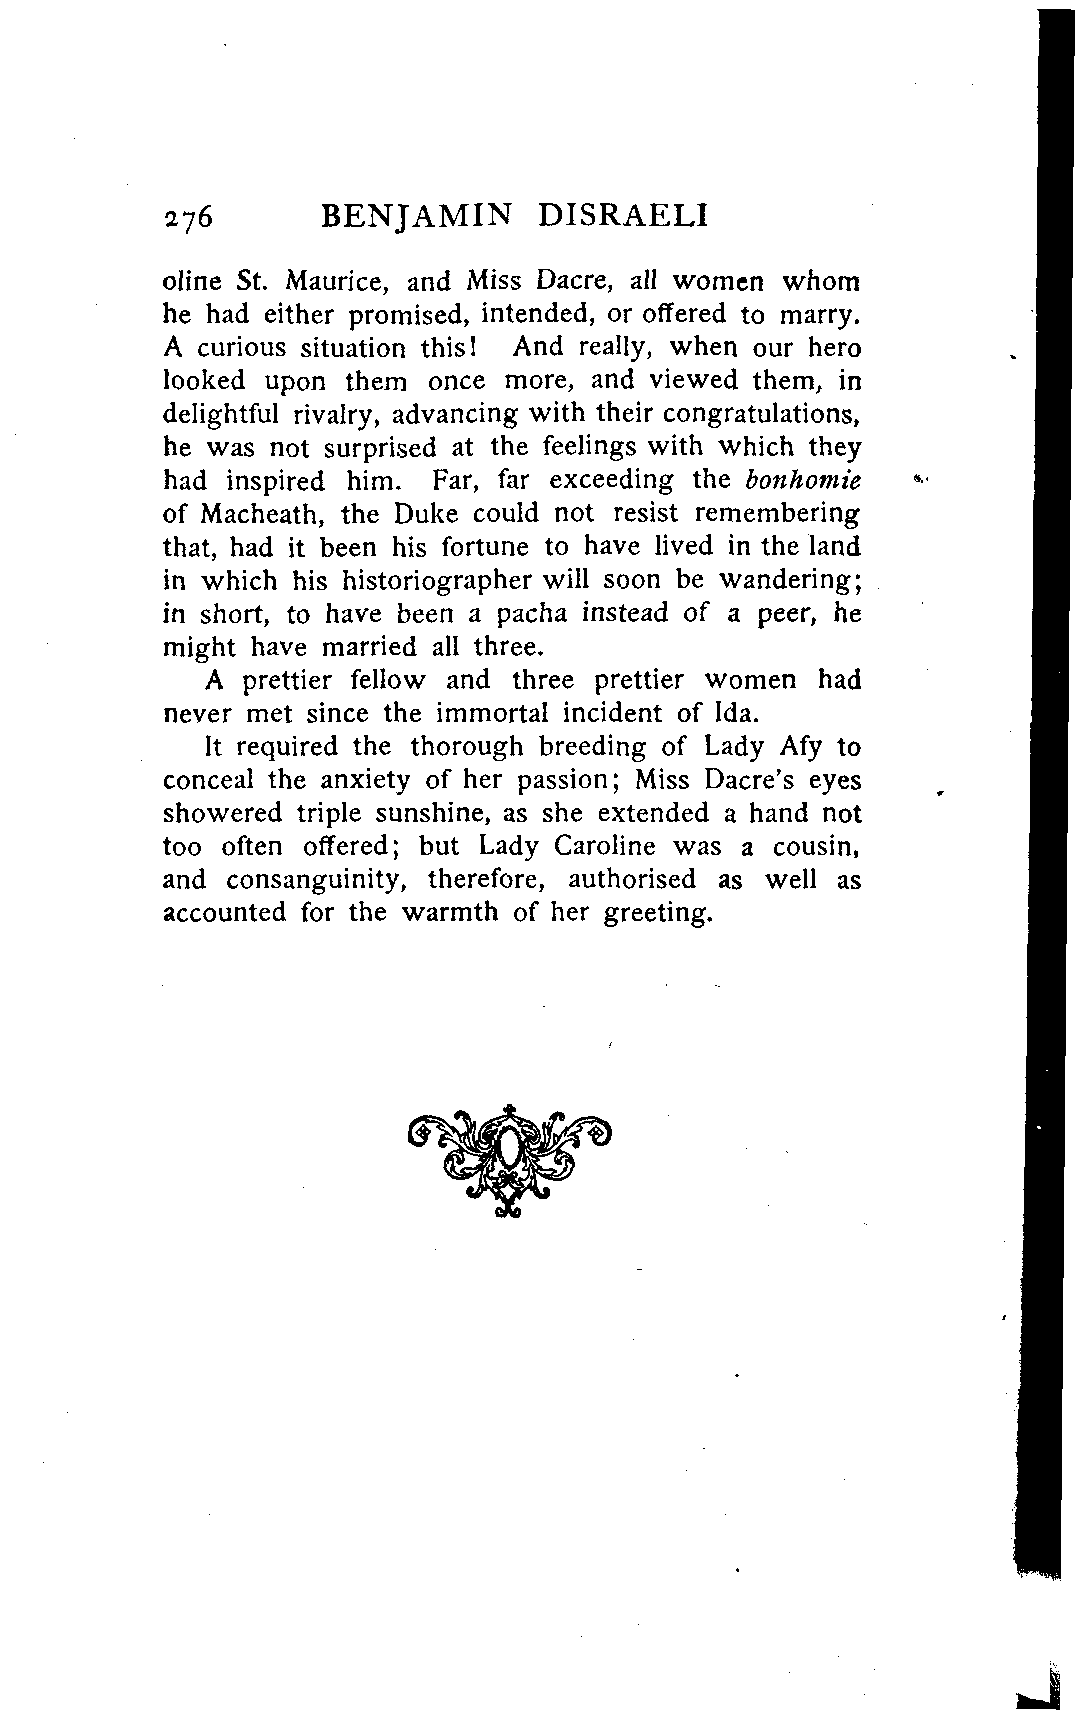 276 BENJAMIN DISRAELI
oline St. Maurice, and Miss Dacre, all women whom
he had either promised, intended, or offered to marry.
A curious situation this! And really, when our hero
looked upon them once more, and viewed them, in
delightful rivalry, advancing with their congratulations,
he was not surprised at the feelings with which they
had inspired him. Far, far exceeding the bonhomie
of Macheath, the Duke could not resist remembering
that, had it been his fortune to have lived in the land
in which his historiographer will soon be wandering;
in short, to have been a pacha instead of a peer, he
might have married all three.
A prettier fellow and three prettier women had
never met since the immortal incident of Ida.
It required the thorough breeding of Lady Afy to
conceal the anxiety of her passion; Miss Dacre's eyes
showered triple sunshine, as she extended a hand not
too often offered; but Lady Caroline was a cousin,
and consanguinity, therefore, authorised as well as
accounted for the warmth of her greeting.